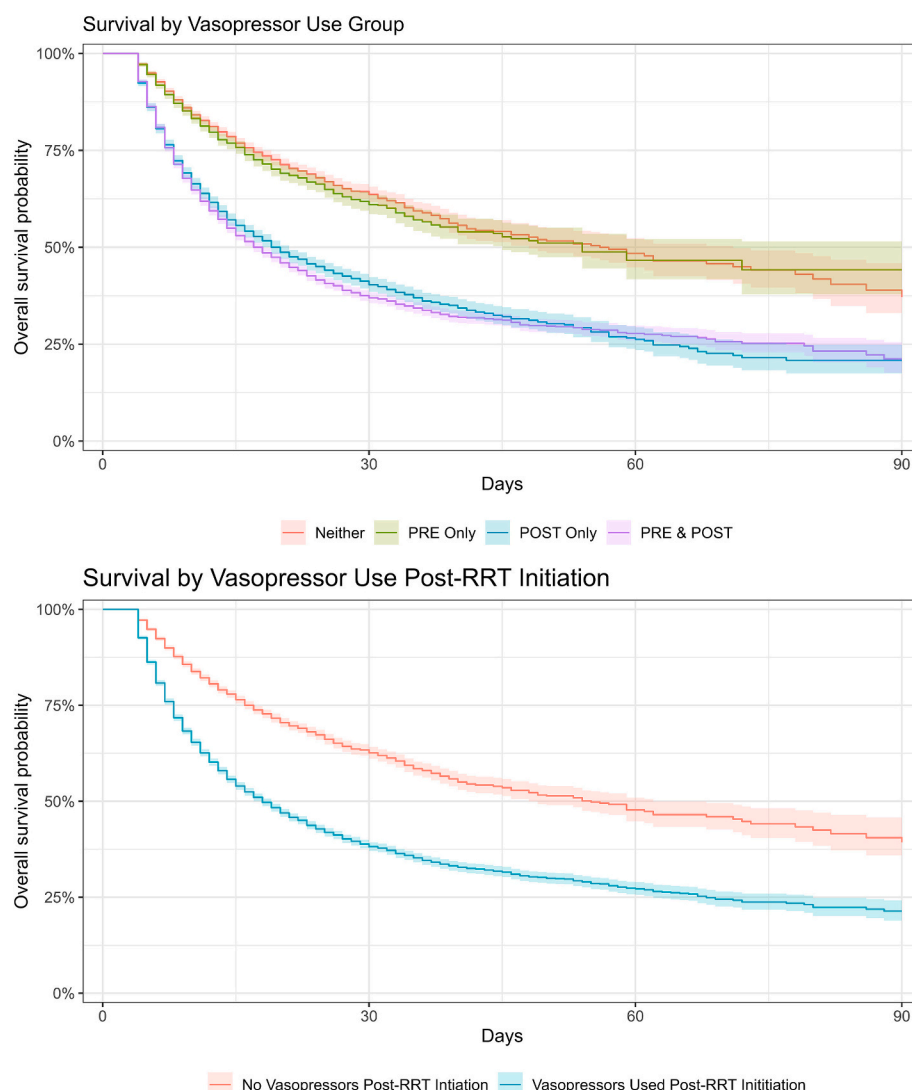 Survival by Vasopressor Use Group
100%
75%
50%
25%
0%
Overall survival probability
0 30 60 90
Days
Neither PRE Only POST Only PRE & POST
Survival by Vasopressor Use Post-RRT Initiation
100%
75%
50%
25%
0%
Overall survival probability
0 30 60 90
Days
No Vasopressors Post-RRT Intiation Vasopressors Used Post-RRT Inititiation